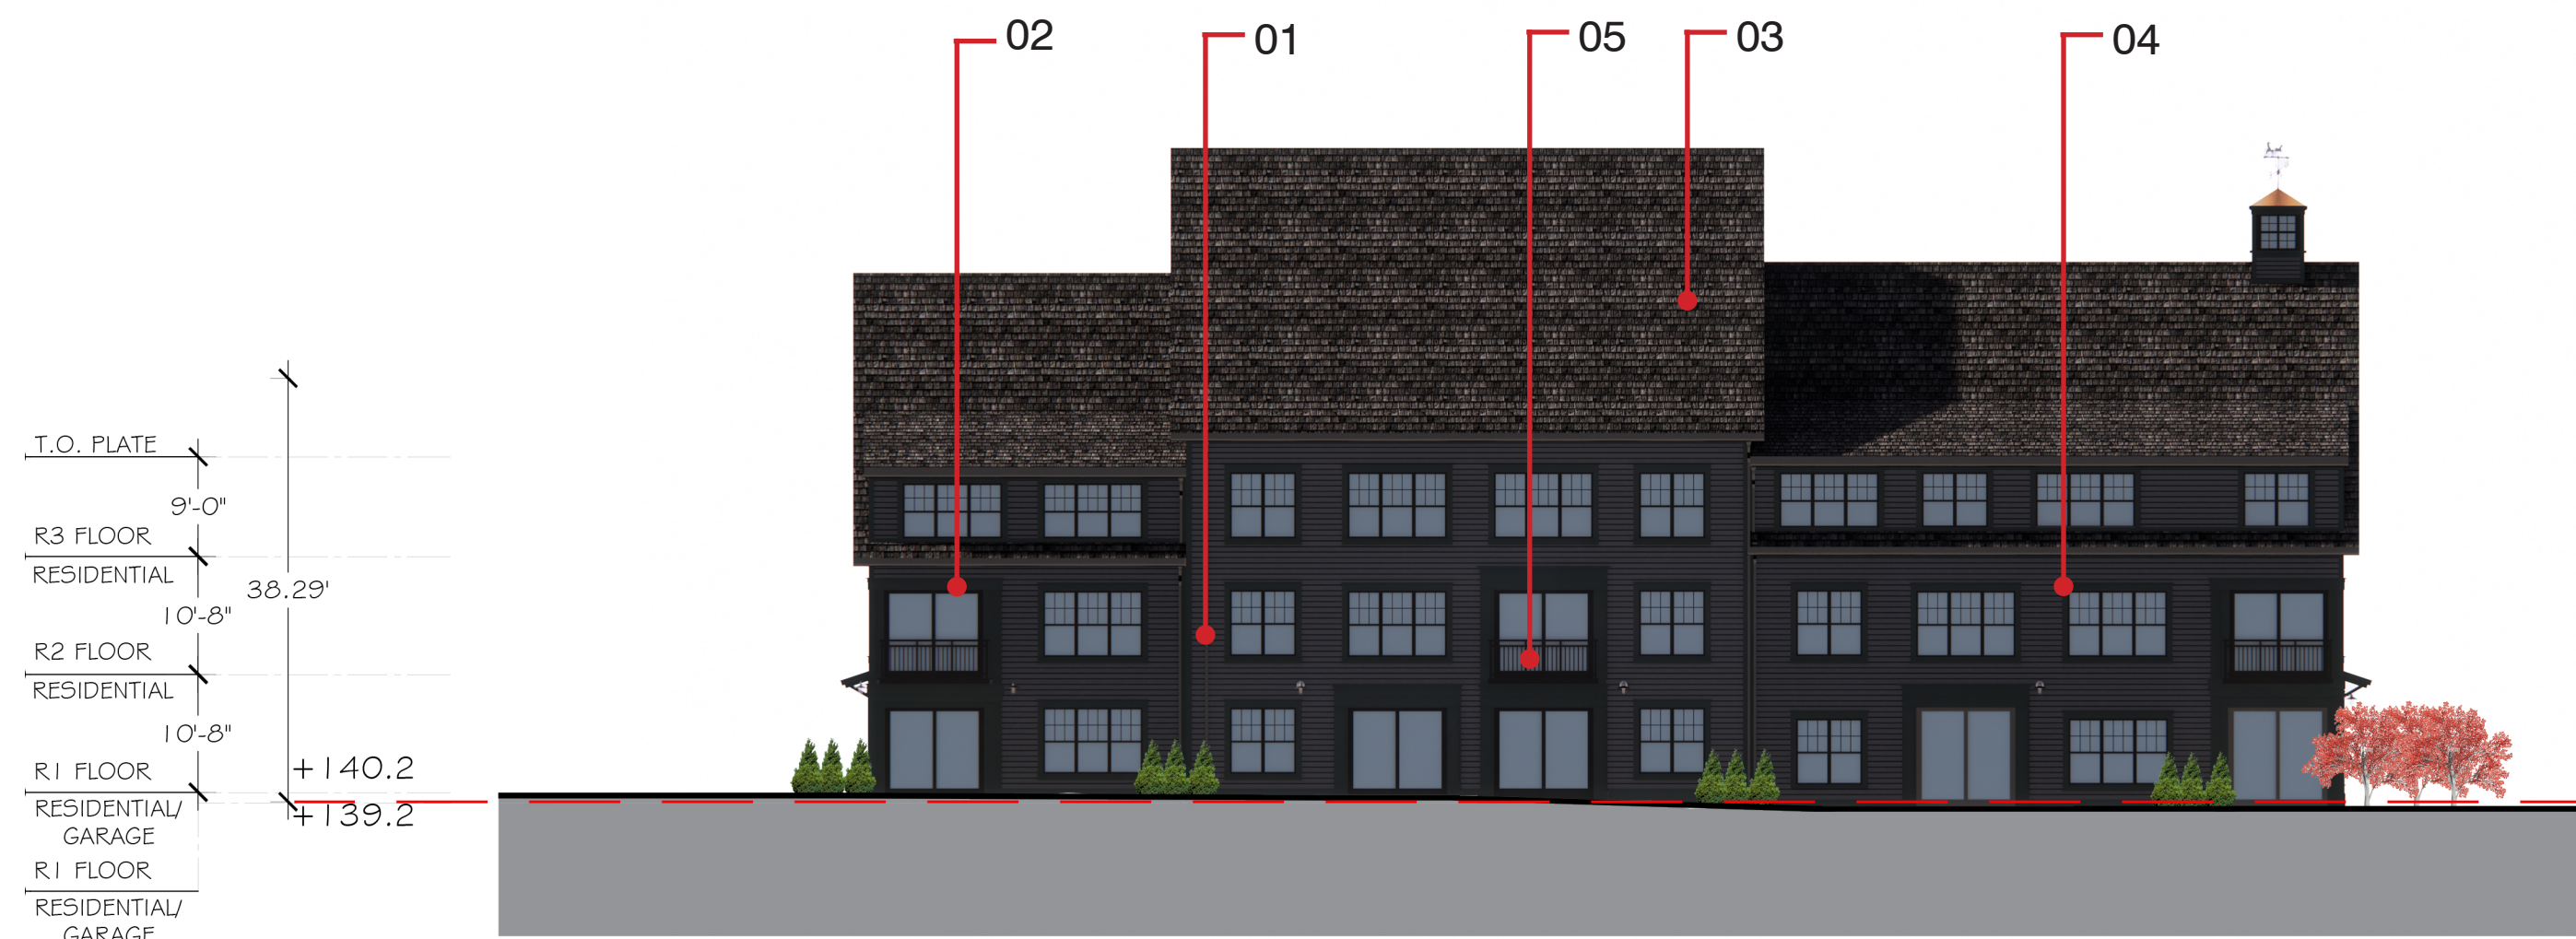 02
01
05
03
04
T.O. PLATE
9'-0"
R3 FLOOR
RESIDENTIAL
38.29'
10'-8"
R2 FLOOR
RESIDENTIAL
10'-8"
R1 FLOOR
+140.2
RESIDENTIAL/
GARAGE
+139.2
R1 FLOOR
RESIDENTIAL/
GARAGE